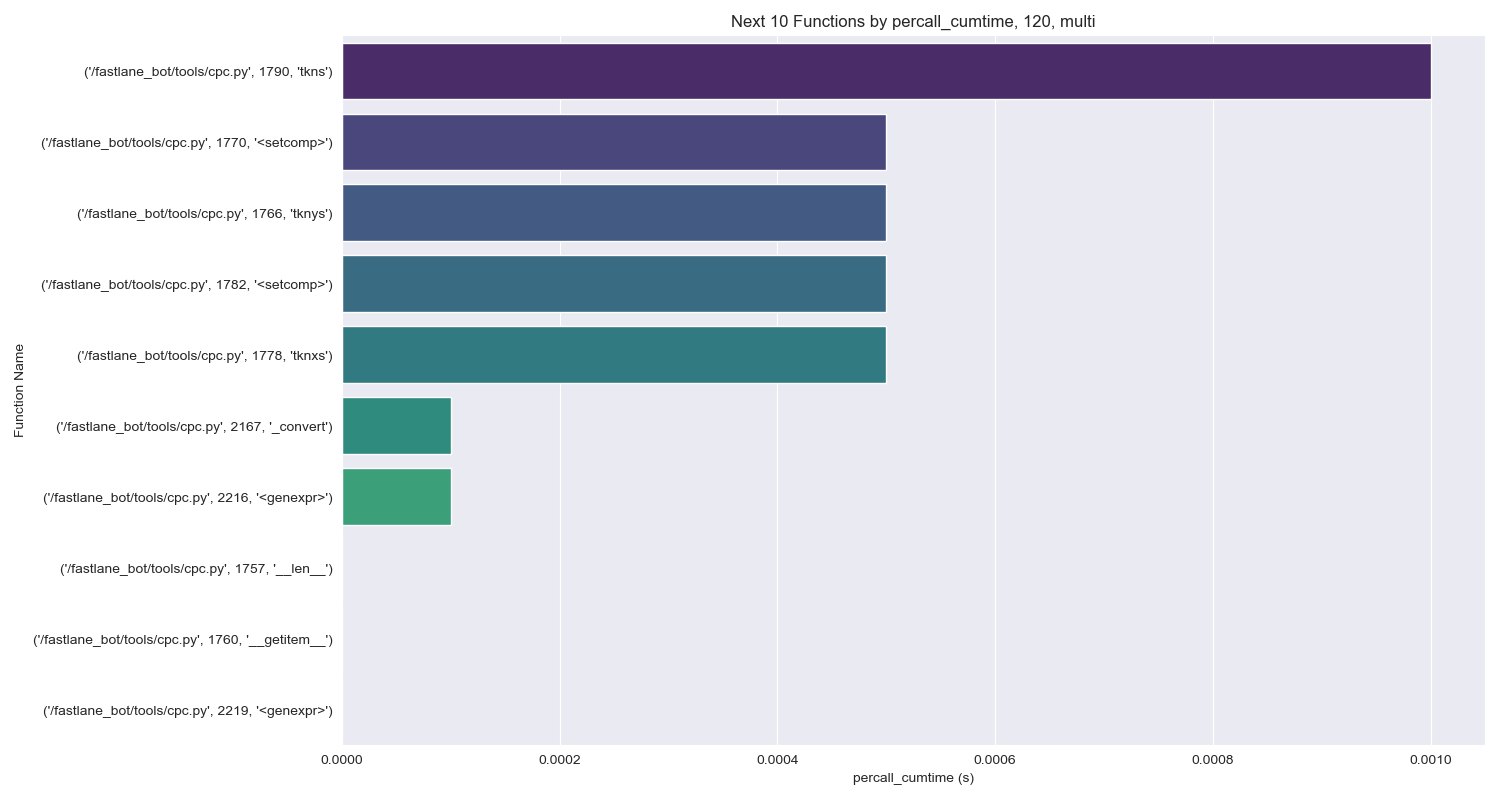 Next 10 Functions by percall_cumtime, 120, multi
('/fastlane_bot/tools/cpc.py', 1790, 'tkns')
('/fastlane_bot/tools/cpc.py', 1770, '<setcomp>')
('/fastlane_bot/tools/cpc.py', 1766, 'tknys')
('/fastlane_bot/tools/cpc.py', 1782, '<setcomp>')
('/fastlane_bot/tools/cpc.py', 1778, 'tknxs')
('/fastlane_bot/tools/cpc.py', 2167, '_convert')
('/fastlane_bot/tools/cpc.py', 2216, '<genexpr>')
('/fastlane_bot/tools/cpc.py', 1757, '__len__')
('/fastlane_bot/tools/cpc.py', 1760, '__getitem__')
('/fastlane_bot/tools/cpc.py', 2219, '<genexpr>')
Function Name
0.0000 0.0002 0.0004 0.0006 0.0008 0.0010
percall_cumtime (s)